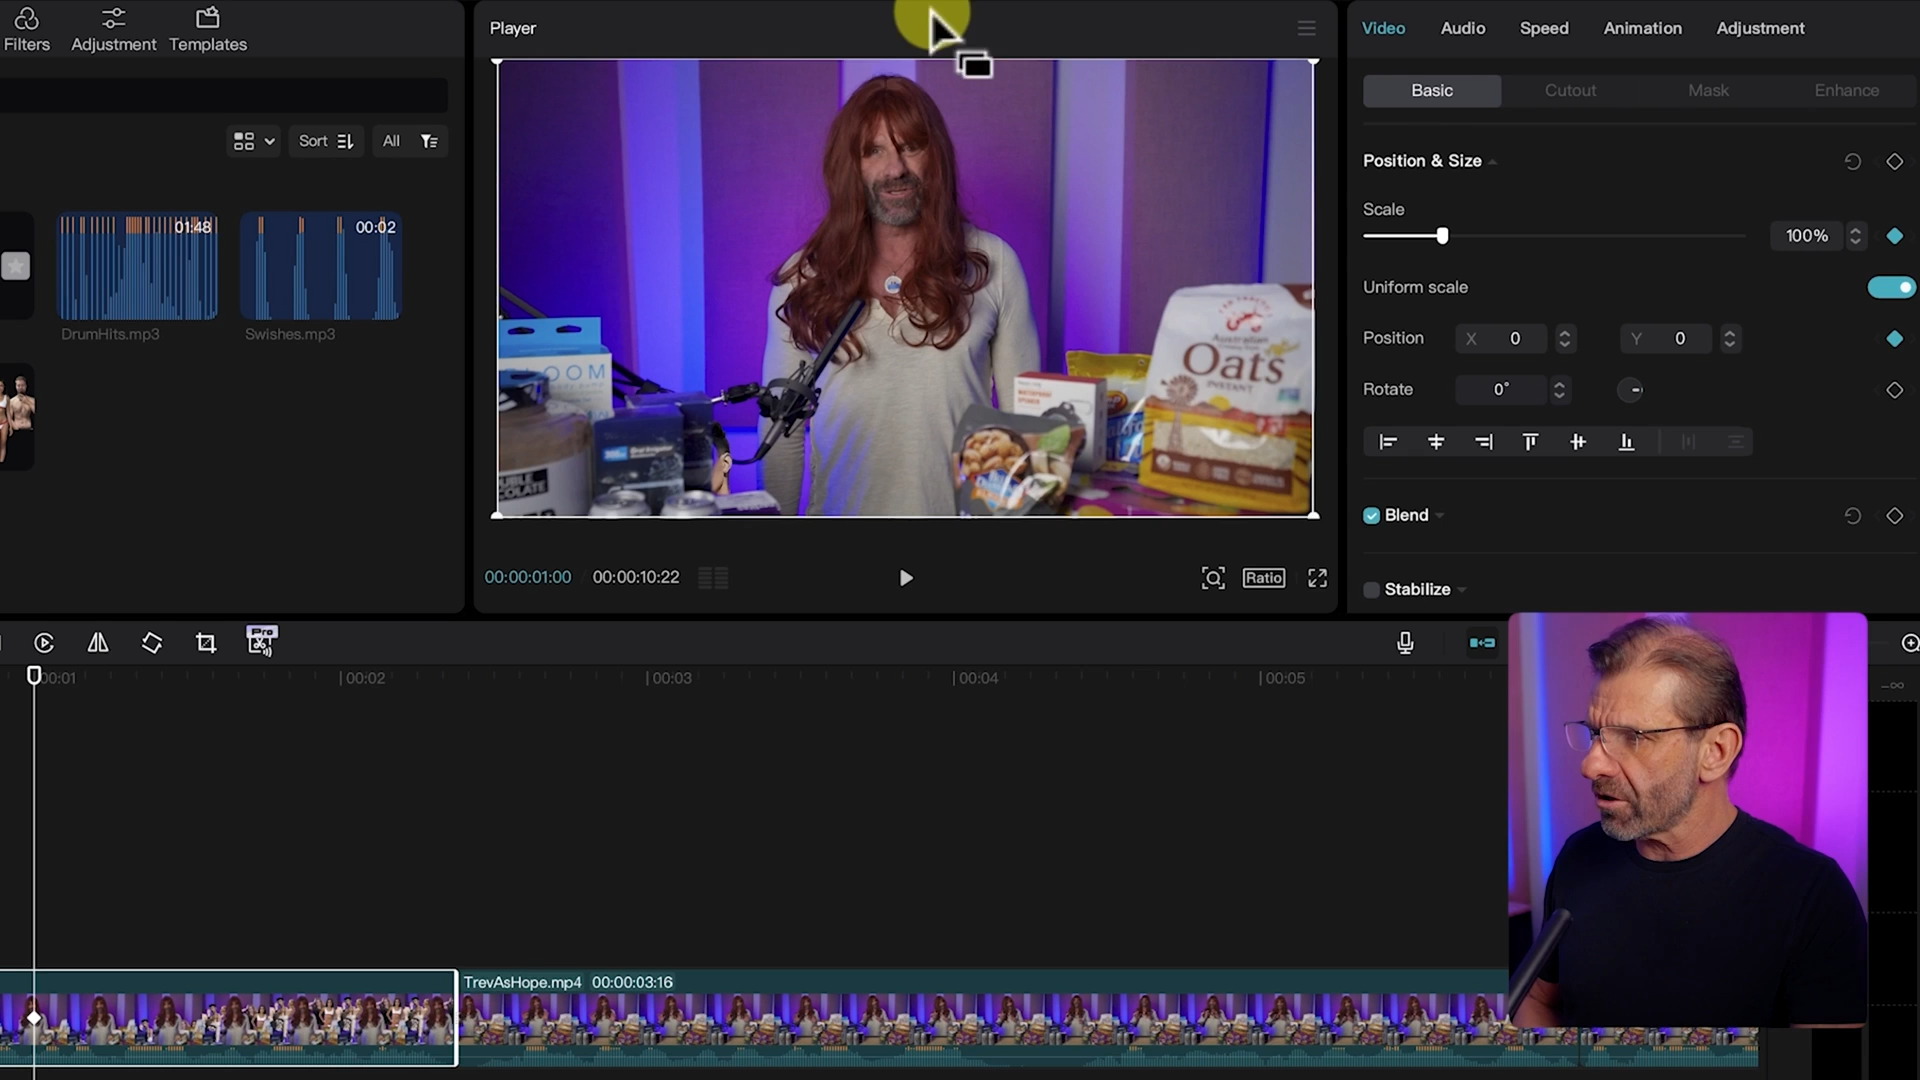 Filters
Adjustment
Templates
Sort
All
01:48
00:02
DrumHits.mp3
Swishes.mp3
Player
Australian
Oats
INSTANT
00:00:01:00 / 00:00:10:22
Ratio
Video
Audio
Speed
Animation
Adjustment
Basic
Cutout
Mask
Enhance
Position & Size
Scale
100%
Uniform scale
Position
X 0
Y 0
Rotate
0°
Blend
Stabilize
Pro
00:01
00:02
00:03
00:04
00:05
-∞
TrevAsHope.mp4 00:00:03:16